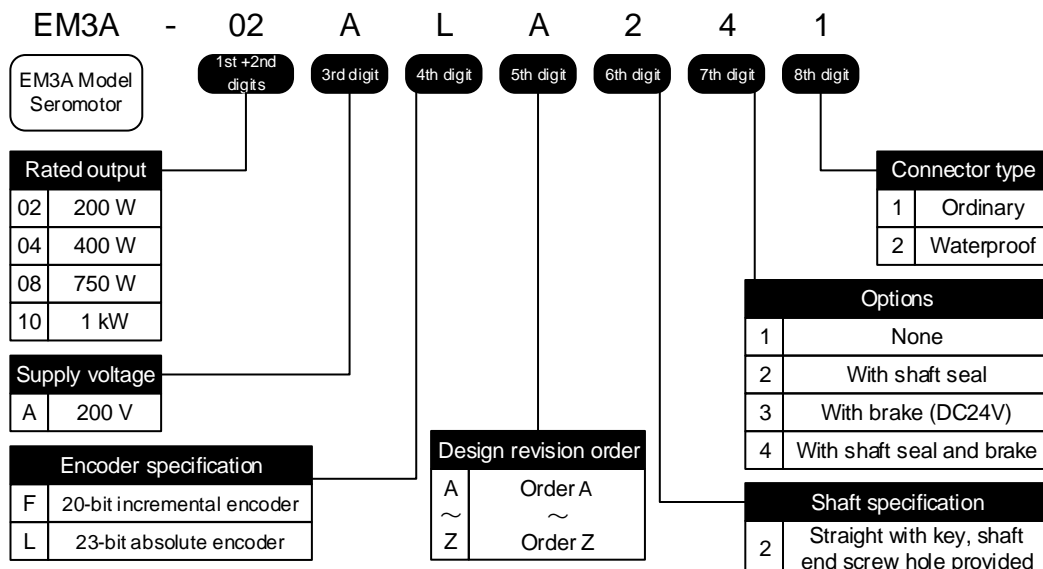 EM3A - 02 A L A 2 4 1
EM3A Model
Seromotor
1st +2nd
digits
3rd digit
4th digit
5th digit
6th digit
7th digit
8th digit
Rated output
02 200 W
04 400 W
08 750 W
10 1 kW
Supply voltage
A 200 V
Encoder specification
F 20-bit incremental encoder
L 23-bit absolute encoder
Design revision order
A Order A
～ ～
Z Order Z
Connector type
1 Ordinary
2 Waterproof
Options
1 None
2 With shaft seal
3 With brake (DC24V)
4 With shaft seal and brake
Shaft specification
2 Straight with key, shaft
end screw hole provided